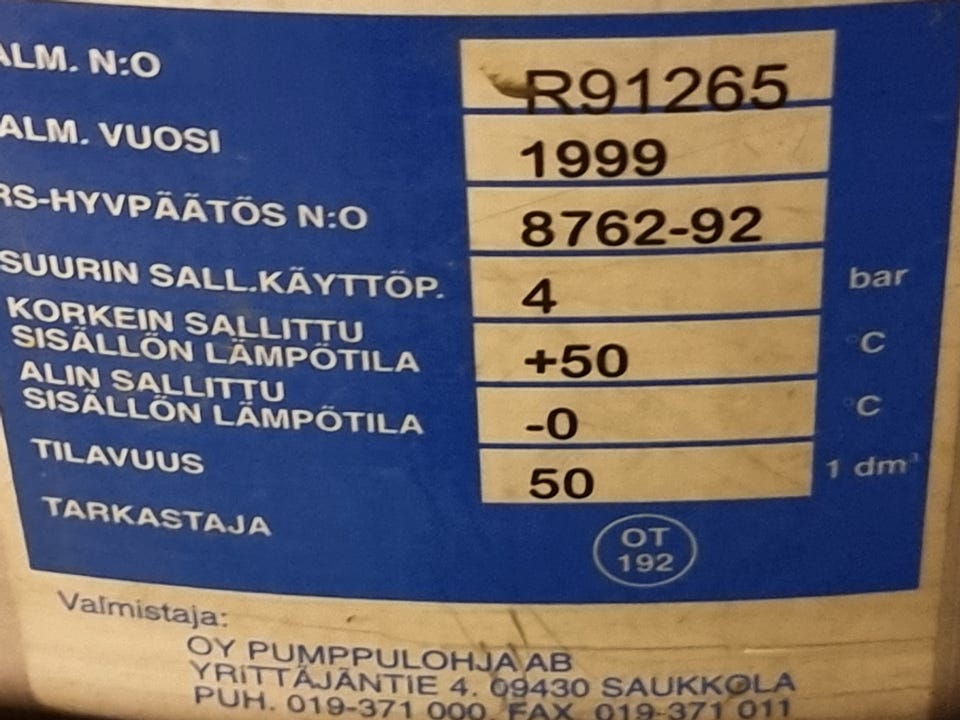 ALM. N:O R91265
ALM. VUOSI 1999
RS-HYVPÄÄTÖS N:O 8762-92
SUURIN SALL.KÄYTTÖP. 4 bar
KORKEIN SALLITTU
SISÄLLÖN LÄMPÖTILA +50 °C
ALIN SALLITTU
SISÄLLÖN LÄMPÖTILA -0 °C
TILAVUUS 50 1 dm³
TARKASTAJA OT
192
Valmistaja:
OY PUMPPULOHJA AB
YRITTÄJÄNTIE 4. 09430 SAUKKOLA
PUH. 019-371 000, FAX 019-371 011